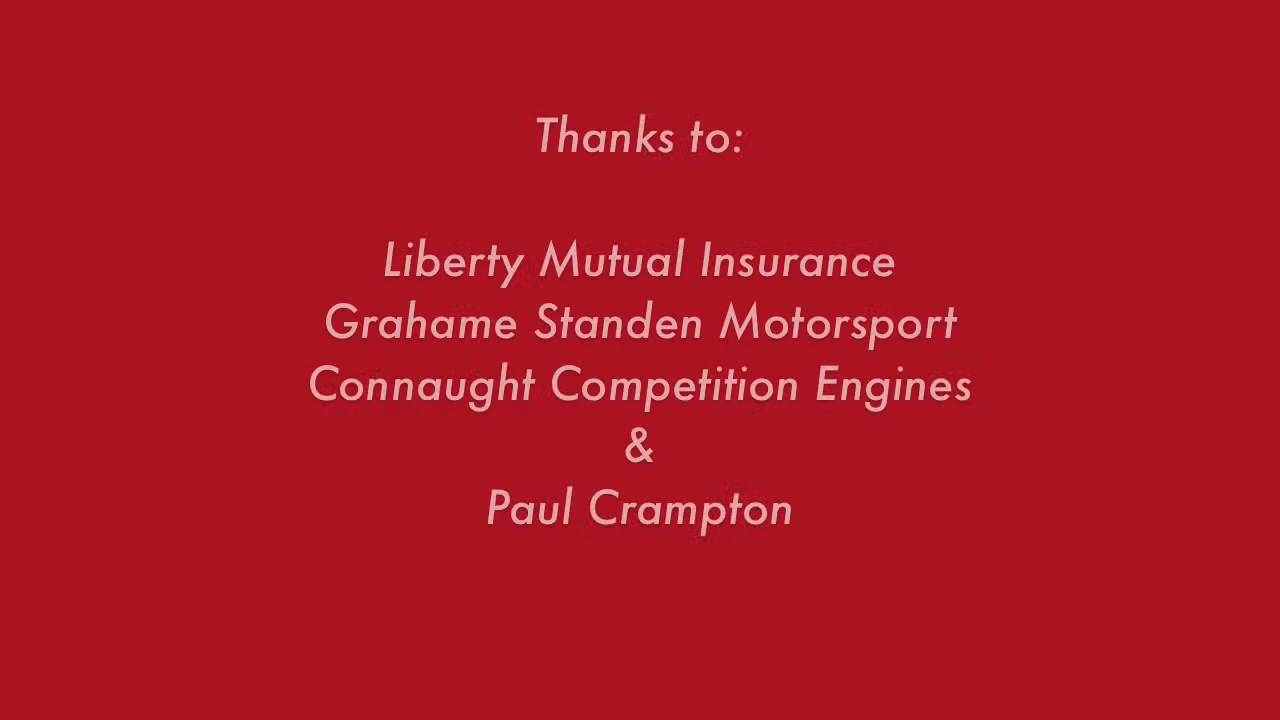 Thanks to:
Liberty Mutual Insurance
Grahame Standen Motorsport
Connaught Competition Engines
&
Paul Crampton